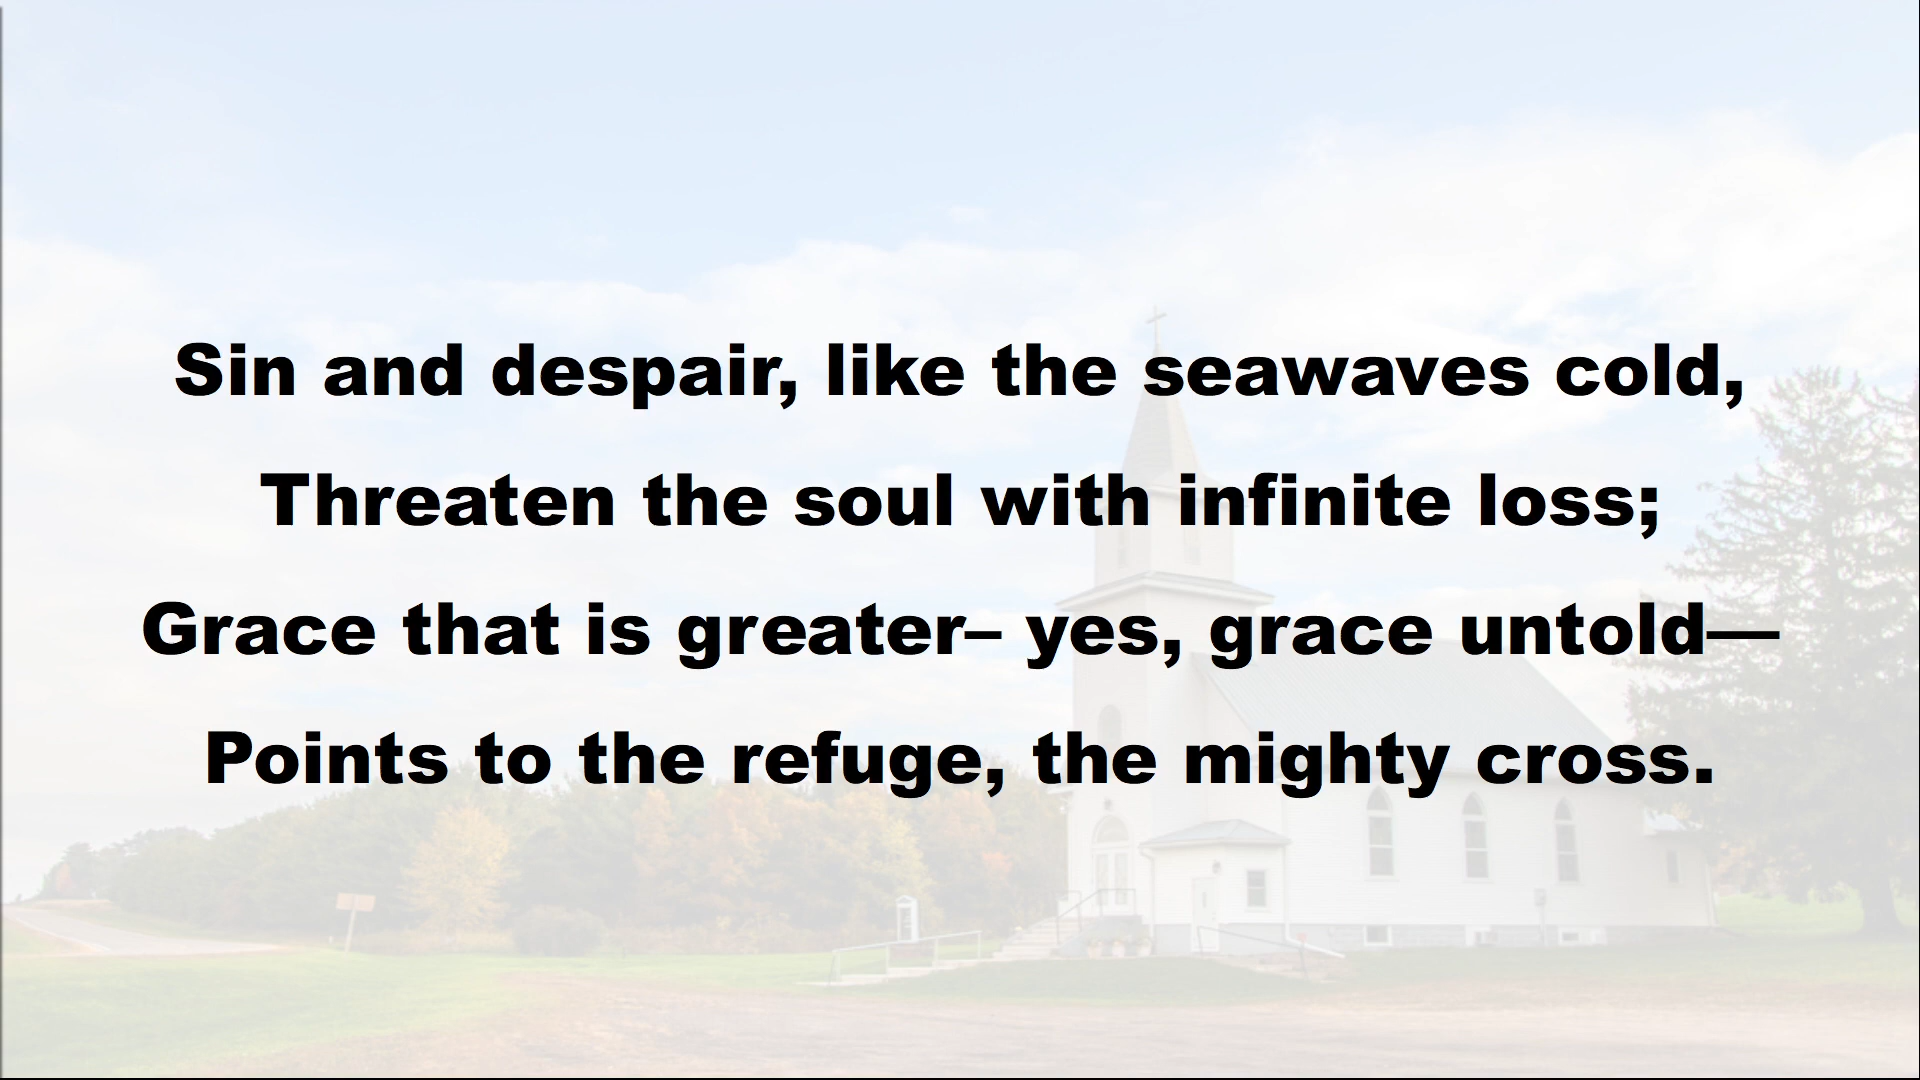 Sin and despair, like the seawaves cold,
Threaten the soul with infinite loss;
Grace that is greater– yes, grace untold—
Points to the refuge, the mighty cross.